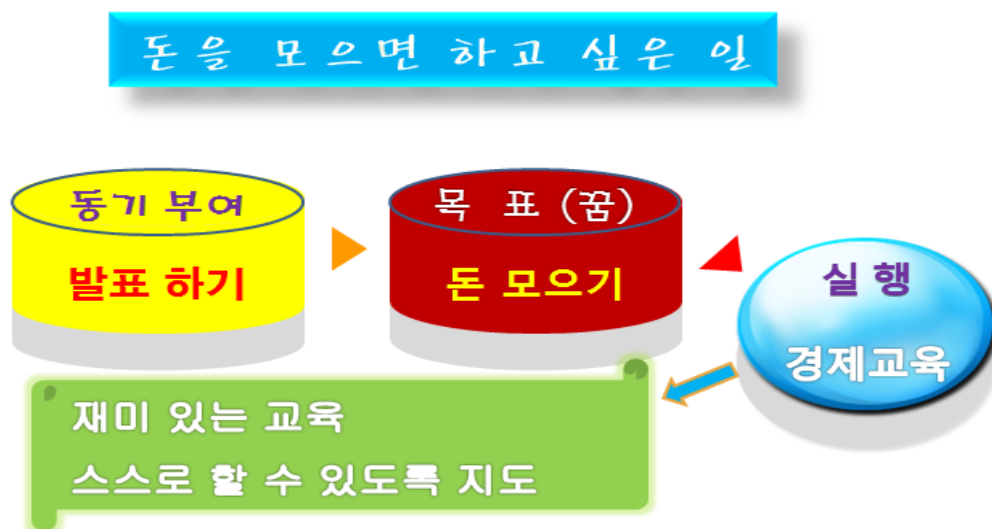 돈을 모으면 하고 싶은 일
동기 부여
발표 하기
목 표 (꿈)
돈 모으기
실 행
경제교육
재미 있는 교육
스스로 할 수 있도록 지도